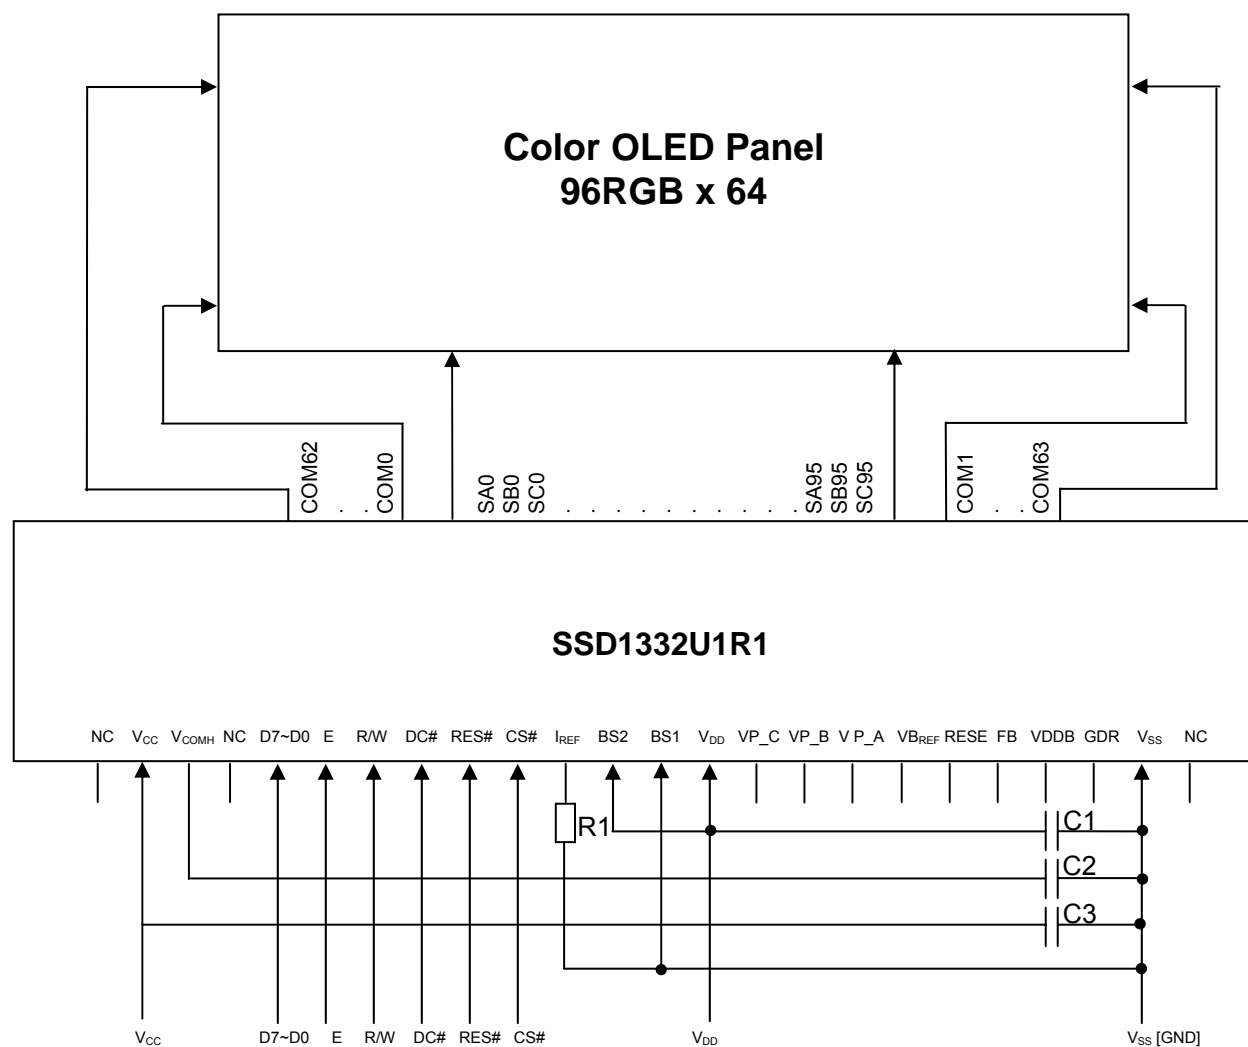 Color OLED Panel
96RGB x 64
COM62
. .
COM0
SA0
SB0
SC0
. . . . . . . . . .
SA95
SB95
SC95
COM1
. .
COM63
SSD1332U1R1
NC VCC VCOMH NC D7~D0 E R/W DC# RES# CS# IREF BS2 BS1 VDD VP_C VP_B V P_A VBREF RESE FB VDDB GDR VSS NC
R1
C1
C2
C3
VCC D7~D0 E R/W DC# RES# CS# VDD VSS [GND]